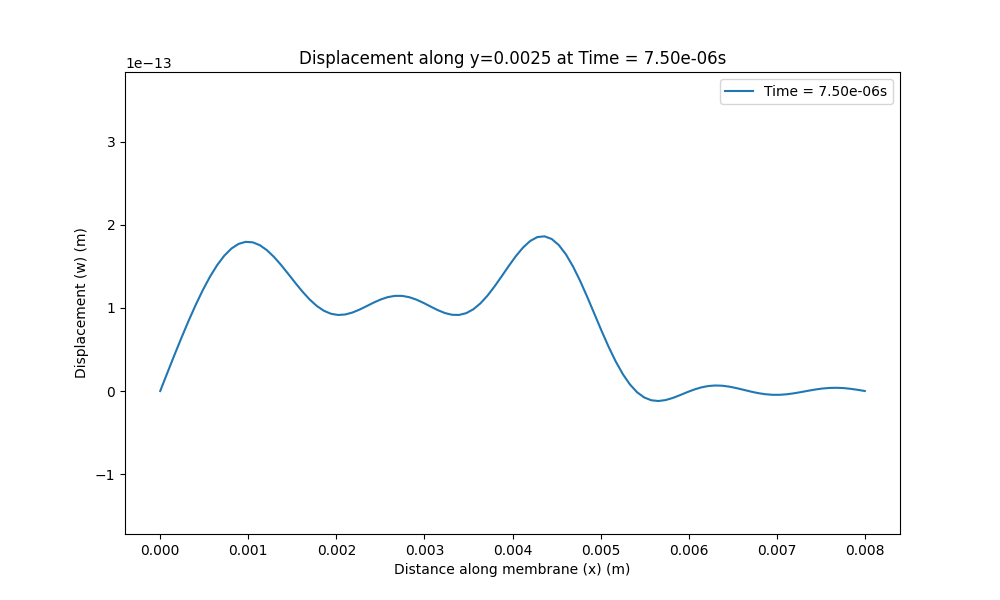 Displacement along y=0.0025 at Time = 7.50e-06s
1e−13
Time = 7.50e-06s
3
2
1
0
−1
Displacement (w) (m)
0.000 0.001 0.002 0.003 0.004 0.005 0.006 0.007 0.008
Distance along membrane (x) (m)